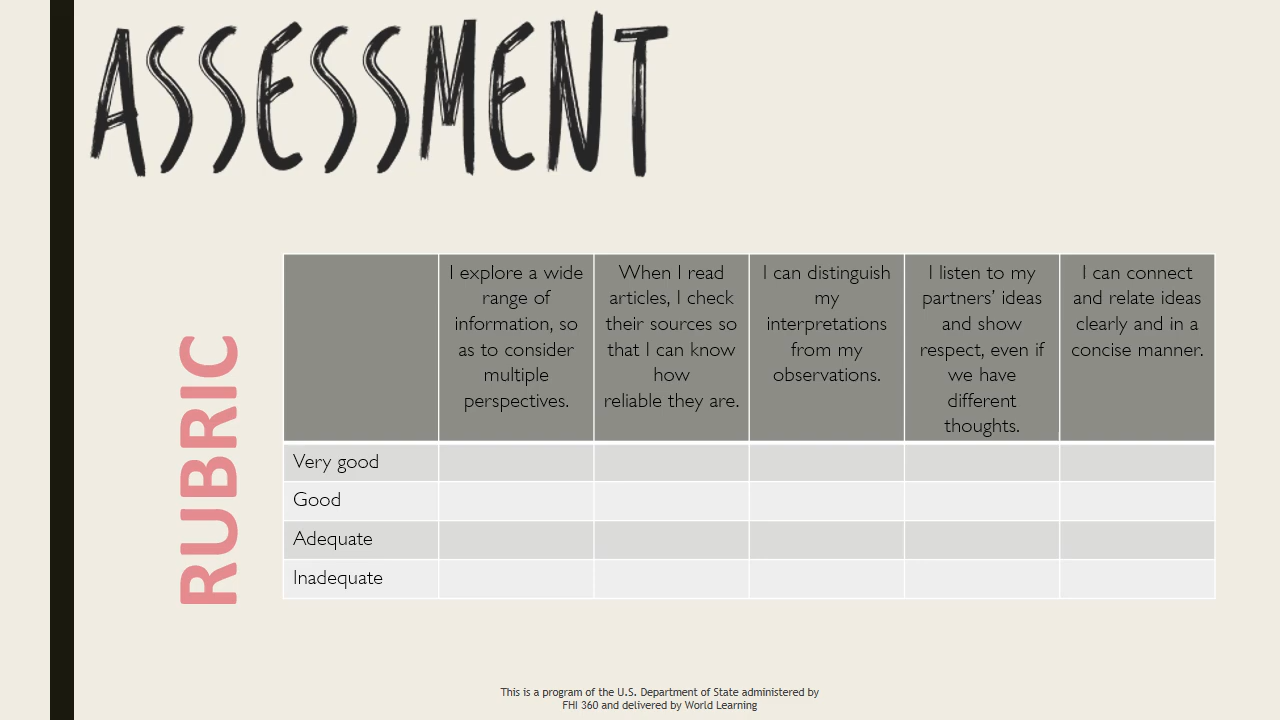 ASSESSMENT
RUBRIC
I explore a wide
range of
information, so
as to consider
multiple
perspectives.
When I read
articles, I check
their sources so
that I can know
how
reliable they are.
I can distinguish
my
interpretations
from my
observations.
I listen to my
partners’ ideas
and show
respect, even if
we have
different
thoughts.
I can connect
and relate ideas
clearly and in a
concise manner.
Very good
Good
Adequate
Inadequate
This is a program of the U.S. Department of State administered by
FHI 360 and delivered by World Learning